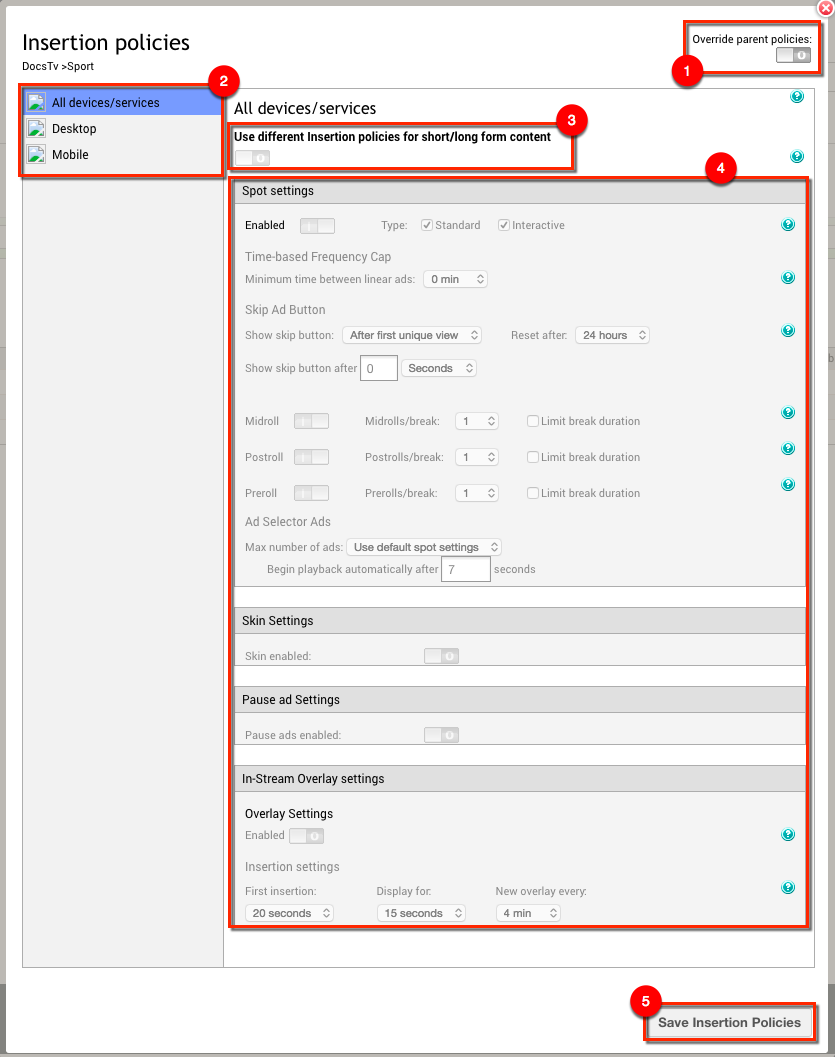 Insertion policies
DocsTv >Sport
Override parent policies:
1
2
All devices/services
Desktop
Mobile
All devices/services
3
Use different Insertion policies for short/long form content
4
Spot settings
Enabled Type: Standard Interactive
Time-based Frequency Cap
Minimum time between linear ads: 0 min
Skip Ad Button
Show skip button: After first unique view Reset after: 24 hours
Show skip button after 0 Seconds
Midroll Midrolls/break: 1 Limit break duration
Postroll Postrolls/break: 1 Limit break duration
Preroll Prerolls/break: 1 Limit break duration
Ad Selector Ads
Max number of ads: Use default spot settings
Begin playback automatically after 7 seconds
Skin Settings
Skin enabled:
Pause ad Settings
Pause ads enabled:
In-Stream Overlay settings
Overlay Settings
Enabled
Insertion settings
First insertion: Display for: New overlay every:
20 seconds 15 seconds 4 min
5
Save Insertion Policies